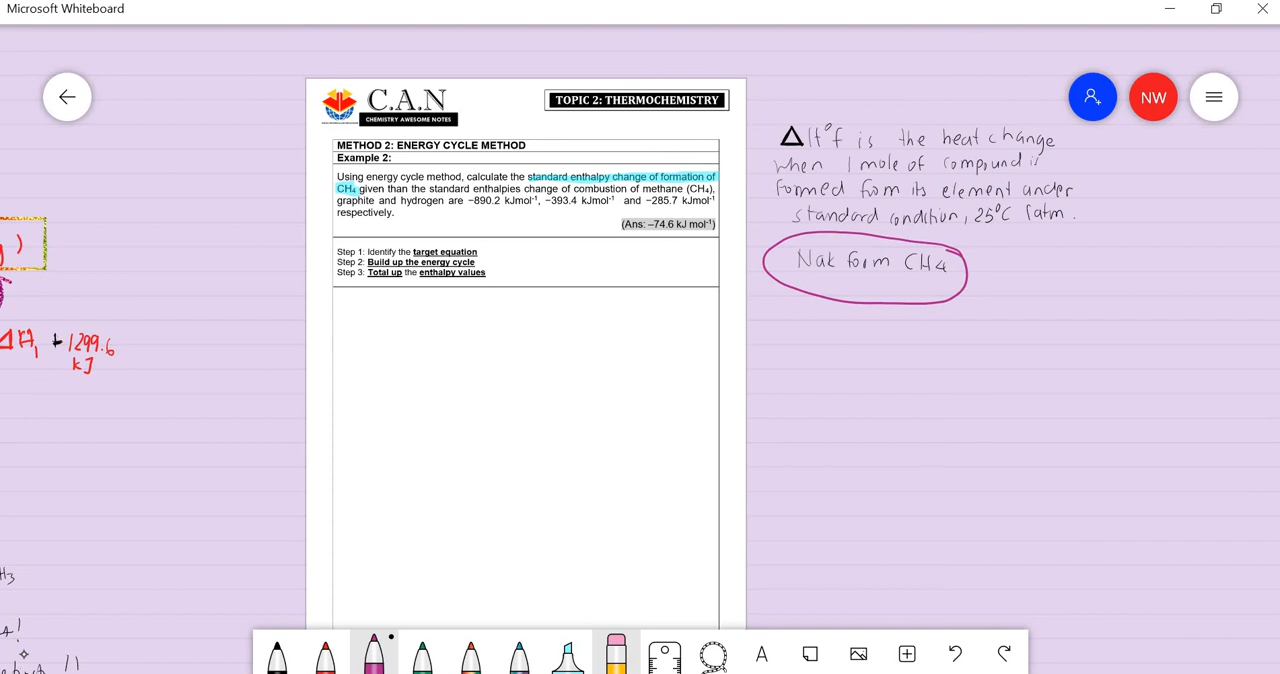 Microsoft Whiteboard
NW
C.A.N
CHEMISTRY AWESOME NOTES
TOPIC 2: THERMOCHEMISTRY
METHOD 2: ENERGY CYCLE METHOD
Example 2:
Using energy cycle method, calculate the standard enthalpy change of formation of
CH₄ given than the standard enthalpies change of combustion of methane (CH₄),
graphite and hydrogen are −890.2 kJmol⁻¹, −393.4 kJmol⁻¹ and −285.7 kJmol⁻¹
respectively.
(Ans: –74.6 kJ mol⁻¹)
Step 1: Identify the target equation
Step 2: Build up the energy cycle
Step 3: Total up the enthalpy values
ΔH°f is the heat change
when 1 mole of compound is
formed from its element under
standard condition, 25°C 1atm.
Nak form CH4
)
ΔH₁ + 1299.6
kJ
H3
4!
A